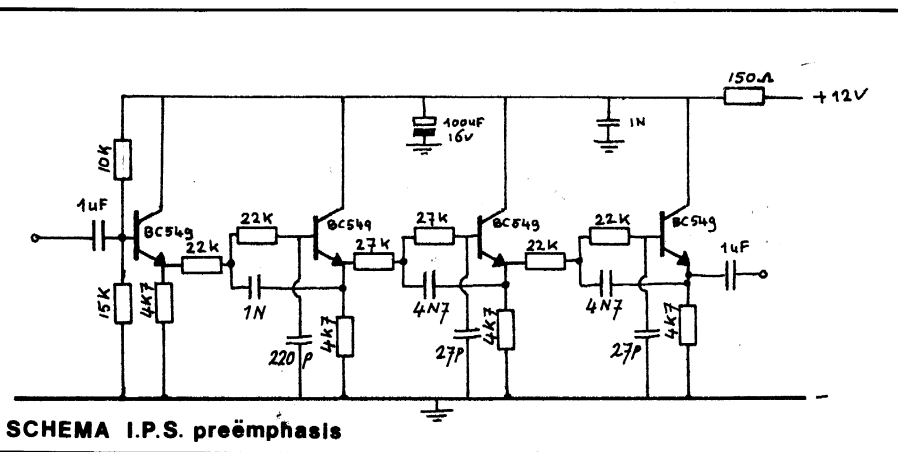 150Ω
+12V
100uF
16V
1N
10K
1uF
BC549
22K
22K
BC549
27K
27K
BC549
22K
22K
BC549
1uF
15K
4K7
1N
220p
4K7
4N7
27P
4K7
4N7
27P
4K7
-
SCHEMA I.P.S. preëmphasis